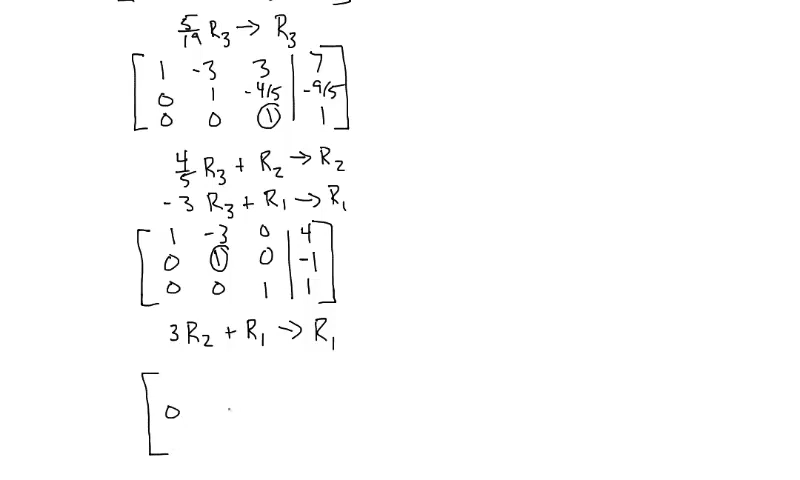 5/19 R₃ → R₃
[ 1 -3 3 | 7 ]
[ 0 1 -4/5 | -9/5 ]
[ 0 0 1 | 1 ]
4/5 R₃ + R₂ → R₂
-3 R₃ + R₁ → R₁
[ 1 -3 0 | 4 ]
[ 0 1 0 | -1 ]
[ 0 0 1 | 1 ]
3R₂ + R₁ → R₁
[ 0